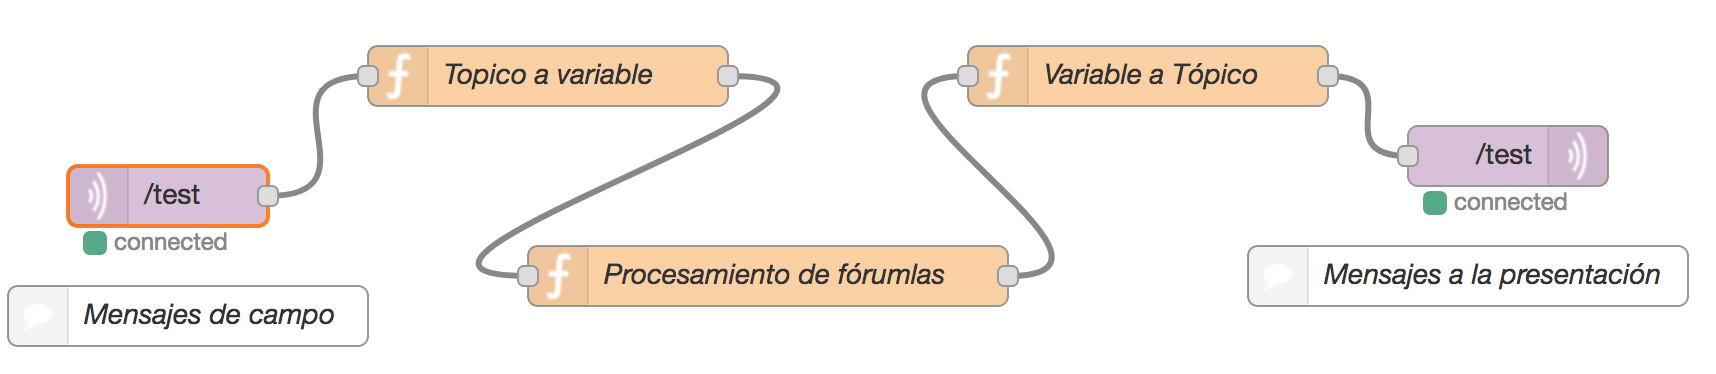 Topico a variable
Variable a Tópico
/test
connected
/test
connected
Procesamiento de fórumlas
Mensajes de campo
Mensajes a la presentación